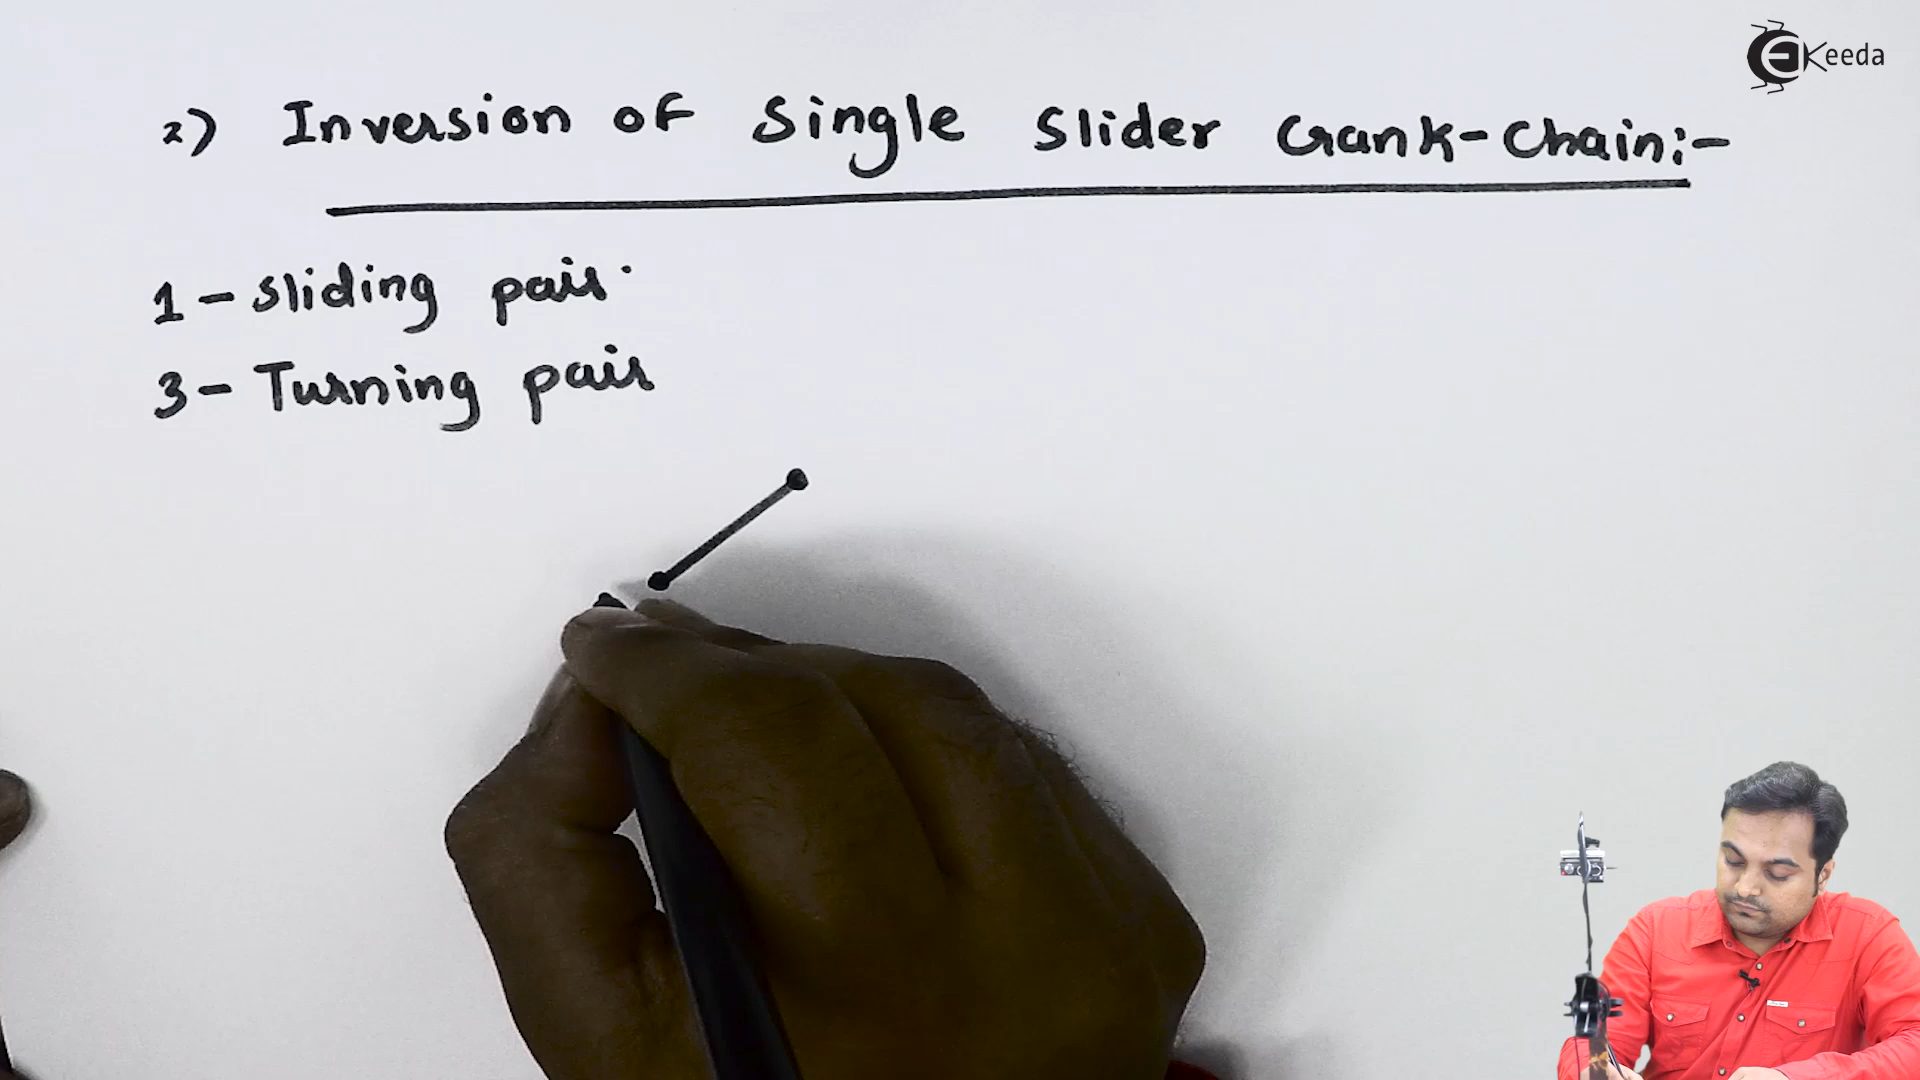 EKeeda
2) Inversion of Single Slider Crank-Chain:-
1 - Sliding pair.
3 - Turning pair